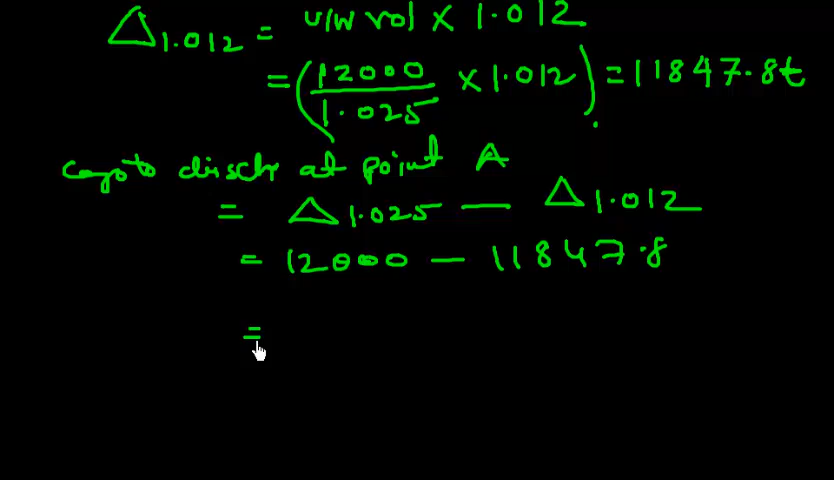 Δ1.012 = u/w vol × 1.012
= (12000/1.025 × 1.012) = 11847.8t
cargo to disch at point A
= Δ1.025 — Δ1.012
= 12000 — 11847.8
=